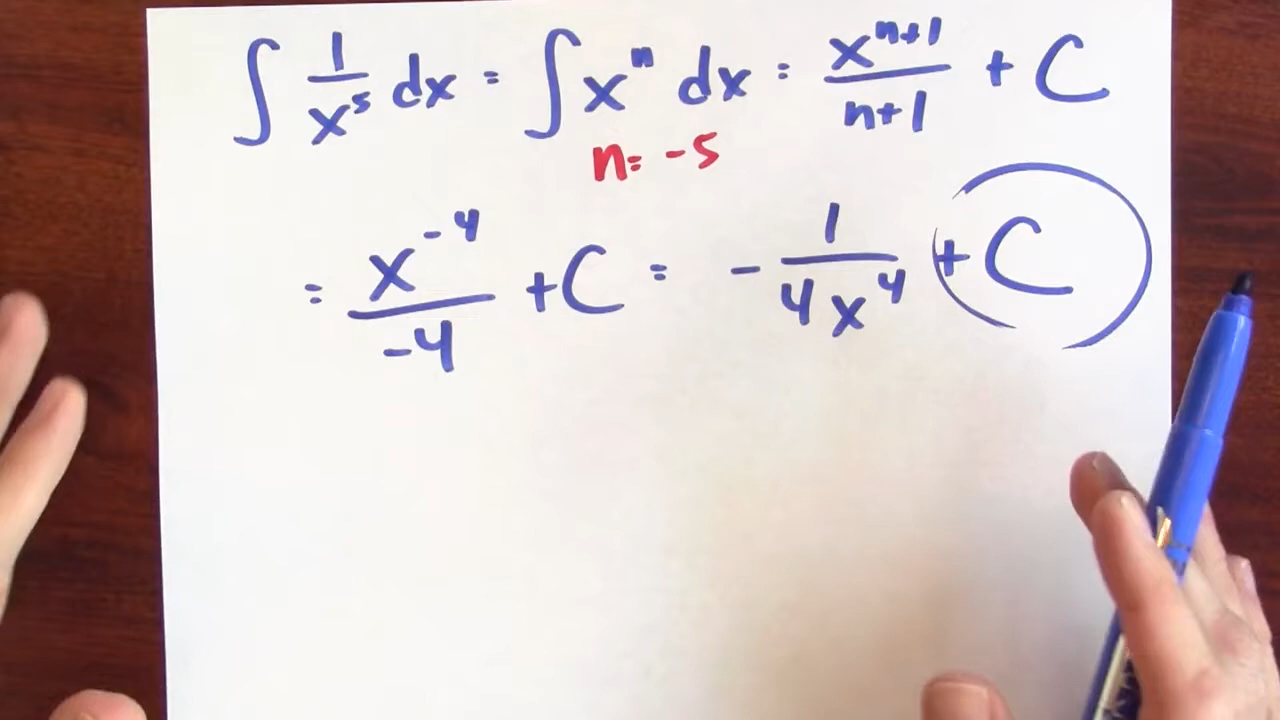 ∫ 1/x⁵ dx = ∫ xⁿ dx = xⁿ⁺¹/n+1 + C
n = -5
= x⁻⁴/-4 + C = - 1/4x⁴ + C